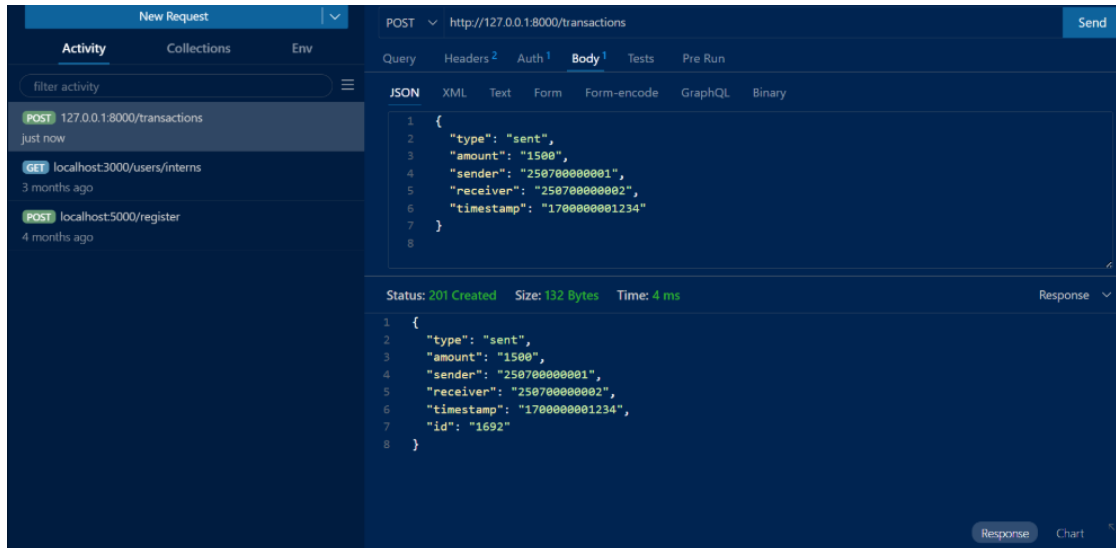 New Request
Activity Collections Env
filter activity
POST 127.0.0.1:8000/transactions
just now
GET localhost:3000/users/interns
3 months ago
POST localhost:5000/register
4 months ago
POST http://127.0.0.1:8000/transactions Send
Query Headers 2 Auth 1 Body 1 Tests Pre Run
JSON XML Text Form Form-encode GraphQL Binary
1 {
2 "type": "sent",
3 "amount": "1500",
4 "sender": "250700000001",
5 "receiver": "250700000002",
6 "timestamp": "1700000001234"
7 }
8
Status: 201 Created Size: 132 Bytes Time: 4 ms Response
1 {
2 "type": "sent",
3 "amount": "1500",
4 "sender": "250700000001",
5 "receiver": "250700000002",
6 "timestamp": "1700000001234",
7 "id": "1692"
8 }
Response Chart